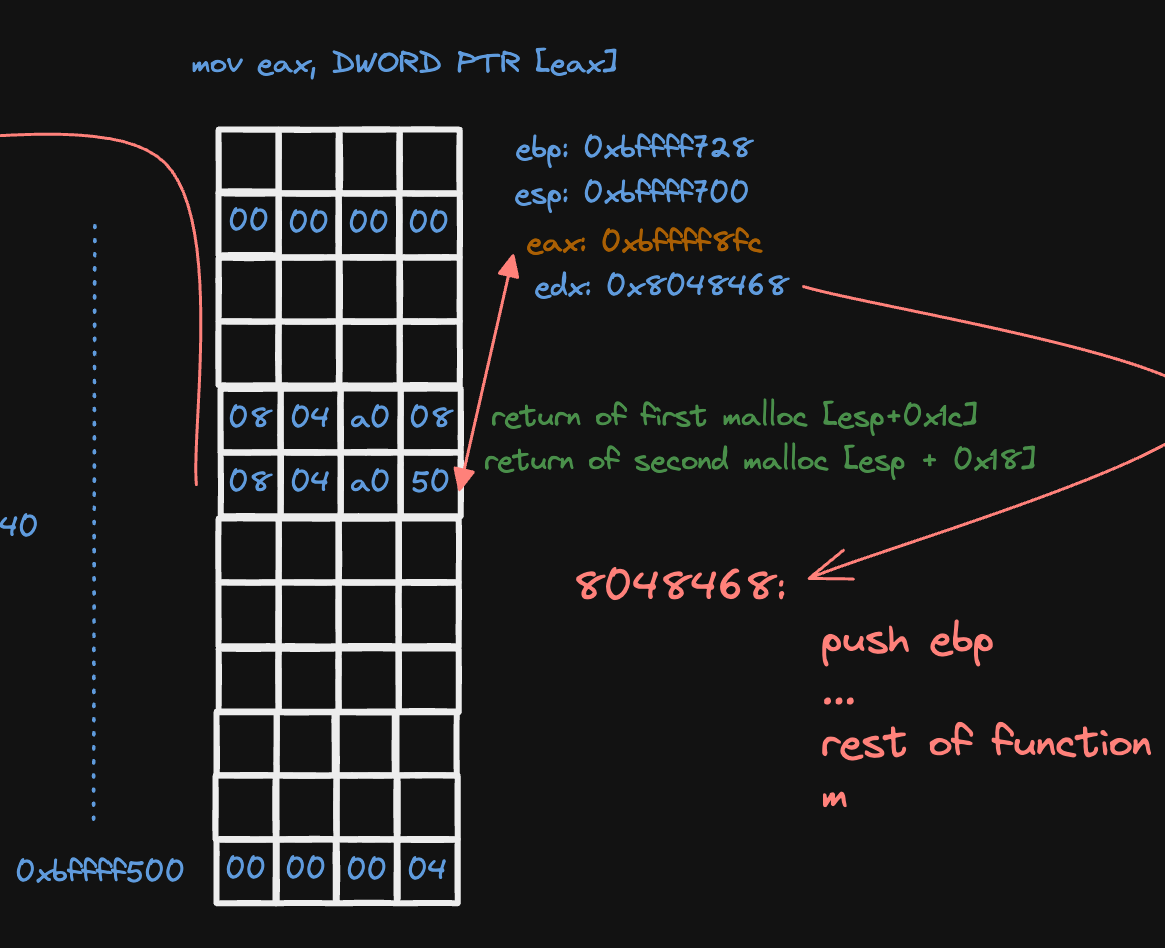 mov eax, DWORD PTR [eax]
ebp: 0xbffff728
esp: 0xbffff700
00 00 00 00
eax: 0xbffff8fc
edx: 0x8048468
08 04 a0 08
return of first malloc [esp+0x1c]
08 04 a0 50
return of second malloc [esp + 0x18]
40
8048468:
push ebp
...
rest of function
m
0xbffff500
00 00 00 04